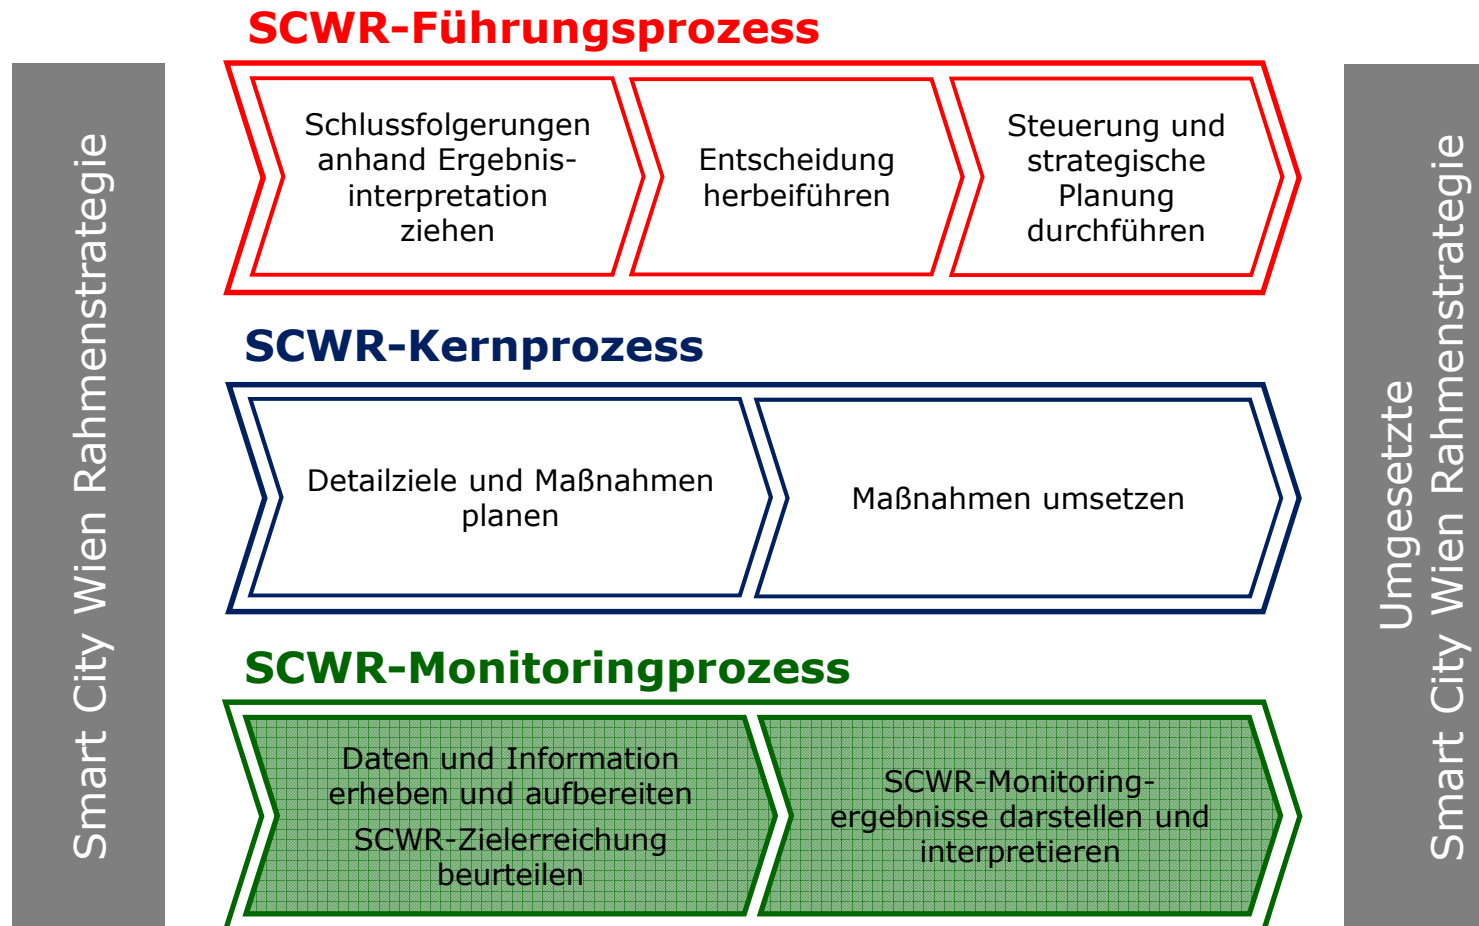 SCWR-Führungsprozess
Smart City Wien Rahmenstrategie
Schlussfolgerungen
anhand Ergebnis-
interpretation
ziehen
Entscheidung
herbeiführen
Steuerung und
strategische
Planung
durchführen
SCWR-Kernprozess
Detailziele und Maßnahmen
planen
Maßnahmen umsetzen
SCWR-Monitoringprozess
Daten und Information
erheben und aufbereiten
SCWR-Zielerreichung
beurteilen
SCWR-Monitoring-
ergebnisse darstellen und
interpretieren
Umgesetzte
Smart City Wien Rahmenstrategie